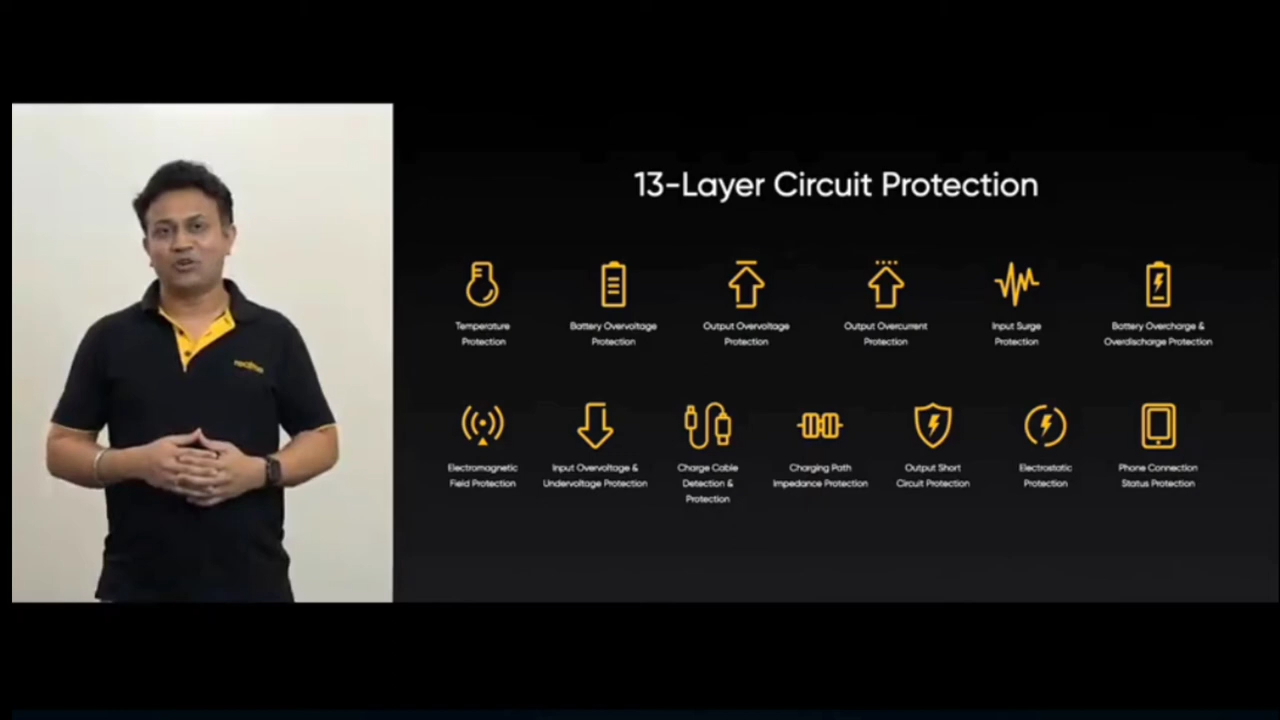 13-Layer Circuit Protection
Temperature
Protection
Battery Overvoltage
Protection
Output Overvoltage
Protection
Output Overcurrent
Protection
Input Surge
Protection
Battery Overcharge &
Overdischarge Protection
Electromagnetic
Field Protection
Input Overvoltage &
Undervoltage Protection
Charge Cable
Detection &
Protection
Charging Path
Impedance Protection
Output Short
Circuit Protection
Electrostatic
Protection
Phone Connection
Status Protection